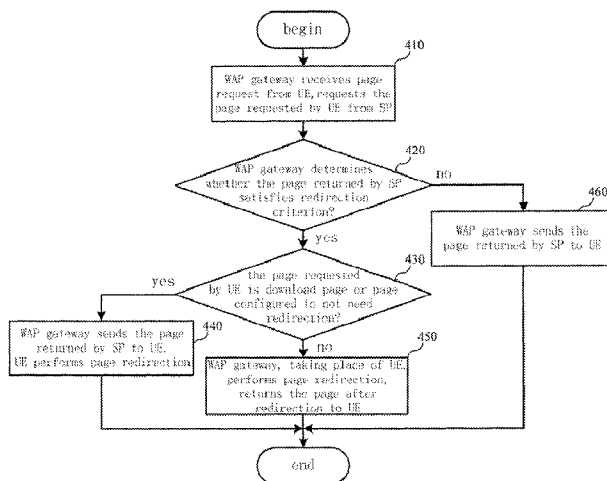 begin
410
WAP gateway receives page
request from UE,requests the
page requested by UE from SP
420
WAP gateway determines
whether the page returned by SP
satisfies redirection
criterion?
no
460
WAP gateway sends the
page returned by SP to UE
yes
430
the page requested
by UE is download page or page
configured to not need
redirection?
yes
440
WAP gateway sends the page
returned by SP to UE.
UE performs page redirection
no
450
WAP gateway, taking place of UE,
performs page redirection,
returns the page after
redirection to UE
end